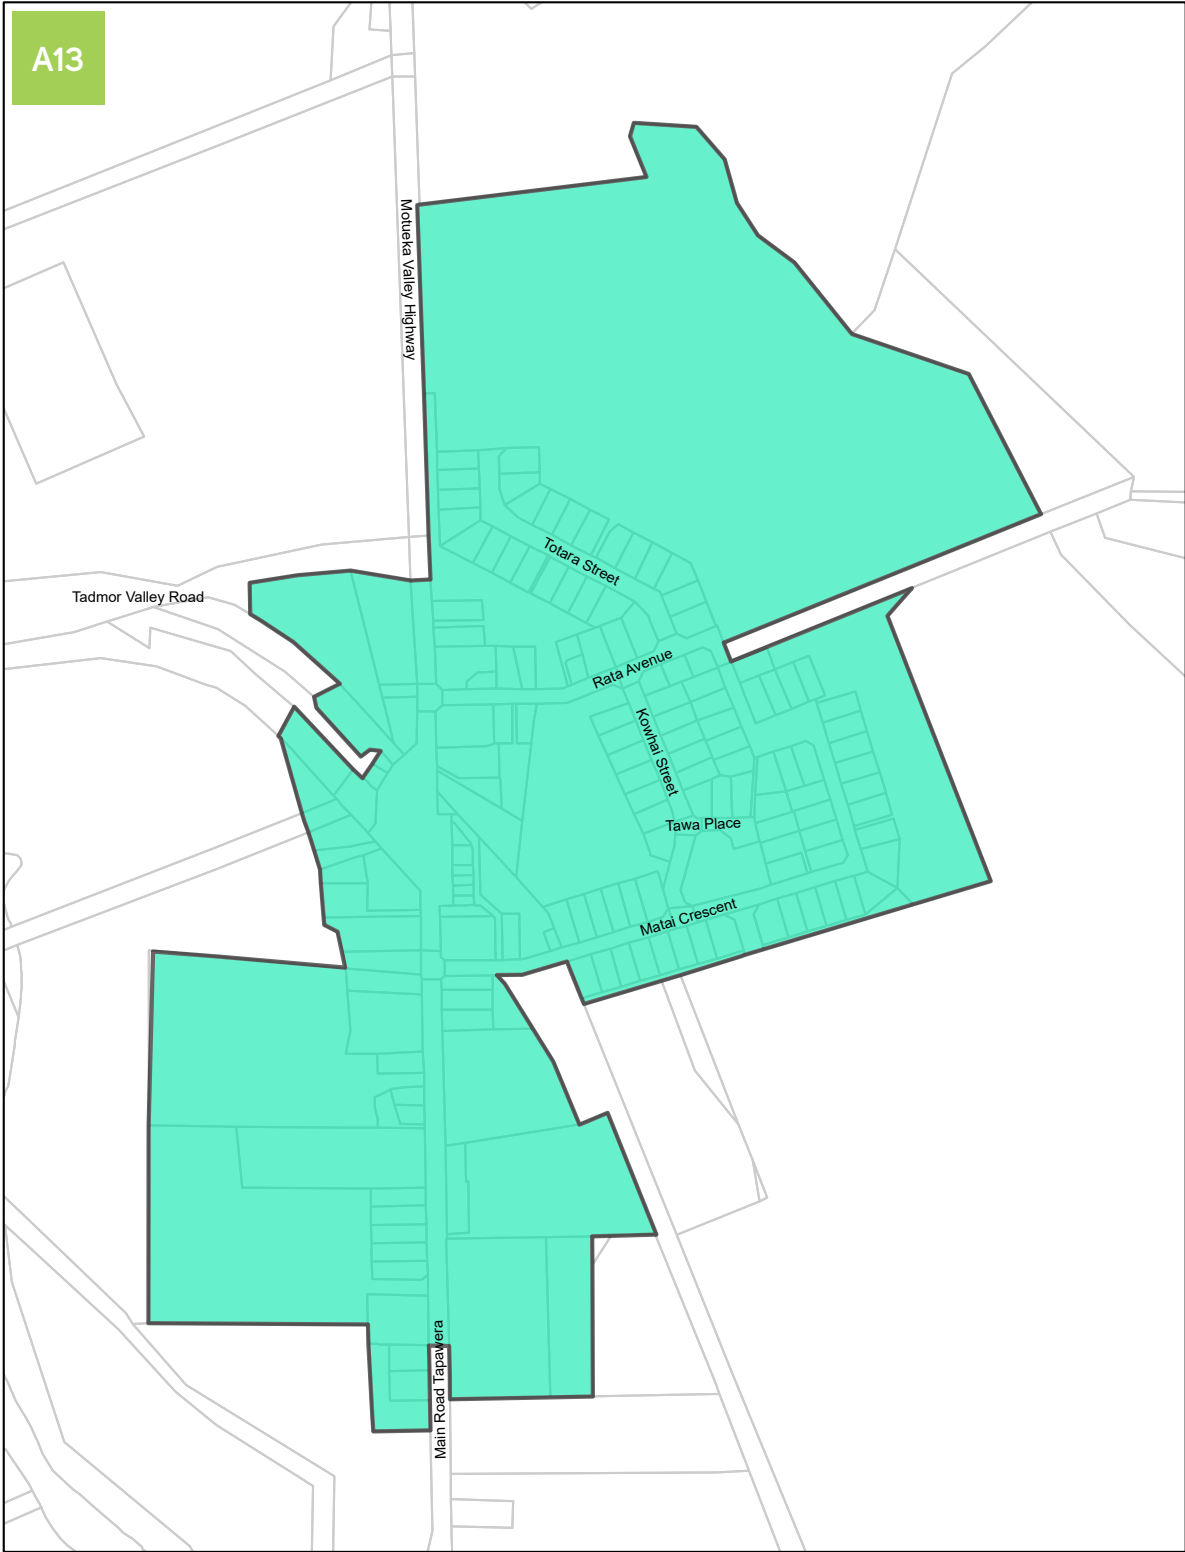 A13
Motueka Valley Highway
Totara Street
Tadmor Valley Road
Rata Avenue
Kowhai Street
Tawa Place
Matai Crescent
Main Road Tapawera